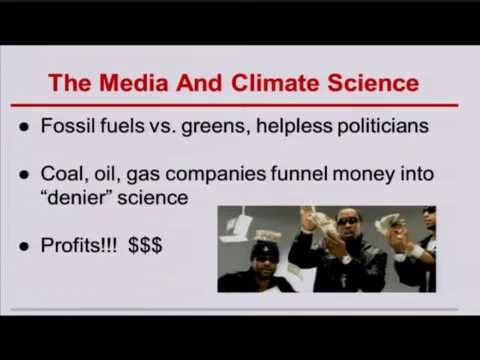 The Media And Climate Science
● Fossil fuels vs. greens, helpless politicians
● Coal, oil, gas companies funnel money into
“denier” science
● Profits!!! $$$